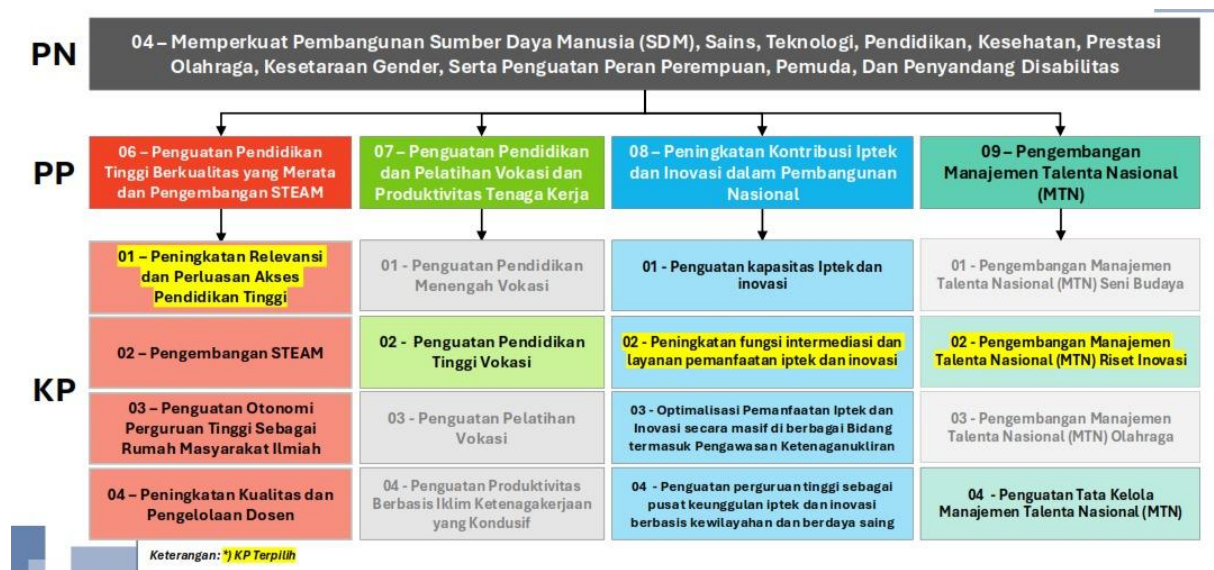 PN
04 – Memperkuat Pembangunan Sumber Daya Manusia (SDM), Sains, Teknologi, Pendidikan, Kesehatan, Prestasi
Olahraga, Kesetaraan Gender, Serta Penguatan Peran Perempuan, Pemuda, Dan Penyandang Disabilitas
PP
06 – Penguatan Pendidikan
Tinggi Berkualitas yang Merata
dan Pengembangan STEAM
07 – Penguatan Pendidikan
dan Pelatihan Vokasi dan
Produktivitas Tenaga Kerja
08 – Peningkatan Kontribusi Iptek
dan Inovasi dalam Pembangunan
Nasional
09 – Pengembangan
Manajemen Talenta Nasional
(MTN)
KP
01 – Peningkatan Relevansi
dan Perluasan Akses
Pendidikan Tinggi
01 - Penguatan Pendidikan
Menengah Vokasi
01 - Penguatan kapasitas Iptek dan
inovasi
01 - Pengembangan Manajemen
Talenta Nasional (MTN) Seni Budaya
02 – Pengembangan STEAM
02 - Penguatan Pendidikan
Tinggi Vokasi
02 - Peningkatan fungsi intermediasi dan
layanan pemanfaatan iptek dan inovasi
02 - Pengembangan Manajemen
Talenta Nasional (MTN) Riset Inovasi
03 – Penguatan Otonomi
Perguruan Tinggi Sebagai
Rumah Masyarakat Ilmiah
03 - Penguatan Pelatihan
Vokasi
03 - Optimalisasi Pemanfaatan Iptek dan
Inovasi secara masif di berbagai Bidang
termasuk Pengawasan Ketenaganukliran
03 - Pengembangan Manajemen
Talenta Nasional (MTN) Olahraga
04 – Peningkatan Kualitas dan
Pengelolaan Dosen
04 - Penguatan Produktivitas
Berbasis Iklim Ketenagakerjaan
yang Kondusif
04 - Penguatan perguruan tinggi sebagai
pusat keunggulan iptek dan inovasi
berbasis kewilayahan dan berdaya saing
04 - Penguatan Tata Kelola
Manajemen Talenta Nasional (MTN)
Keterangan: *) KP Terpilih